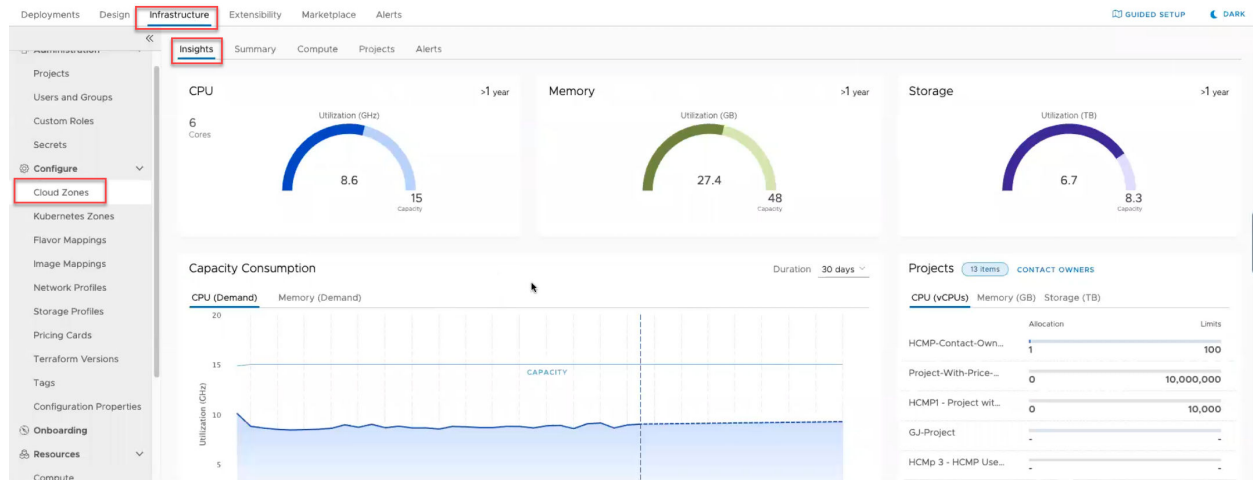 Deployments Design Infrastructure Extensibility Marketplace Alerts GUIDED SETUP DARK
Administration
Projects
Users and Groups
Custom Roles
Secrets
Configure
Cloud Zones
Kubernetes Zones
Flavor Mappings
Image Mappings
Network Profiles
Storage Profiles
Pricing Cards
Terraform Versions
Tags
Configuration Properties
Onboarding
Resources
Compute
Insights Summary Compute Projects Alerts
CPU >1 year
6
Cores
Utilization (GHz)
8.6
15
Capacity
Memory >1 year
Utilization (GB)
27.4
48
Capacity
Storage >1 year
Utilization (TB)
6.7
8.3
Capacity
Capacity Consumption Duration 30 days
CPU (Demand) Memory (Demand)
20
15
CAPACITY
10
5
Utilization (GHz)
Projects 13 items CONTACT OWNERS
CPU (vCPUs) Memory (GB) Storage (TB)
Allocation Limits
HCMP-Contact-Own... 1 100
Project-With-Price-... 0 10,000,000
HCMP1 - Project wit... 0 10,000
GJ-Project - -
HCMp 3 - HCMP Use... - -